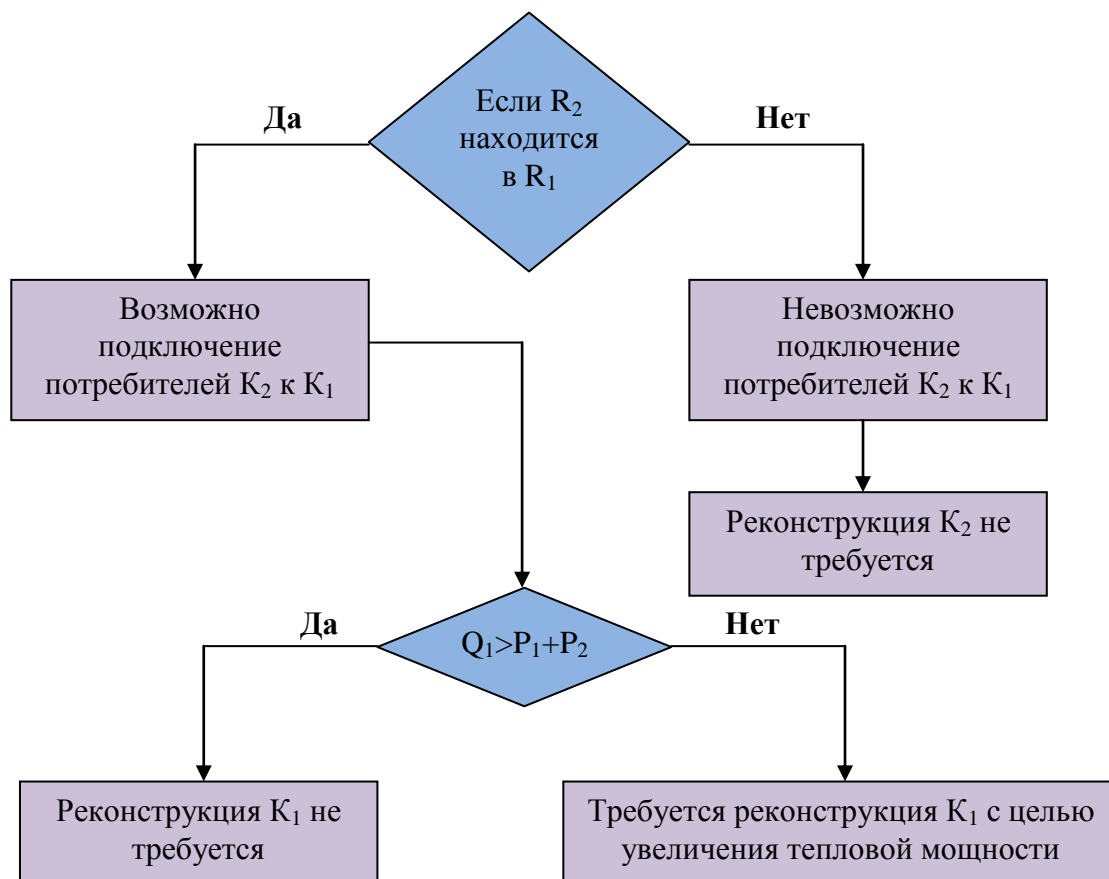 Если R₂
находится
в R₁
Да
Нет
Возможно
подключение
потребителей К₂ к К₁
Невозможно
подключение
потребителей К₂ к К₁
Реконструкция К₂ не
требуется
Да
Q₁>P₁+P₂
Нет
Реконструкция К₁ не
требуется
Требуется реконструкция К₁ с целью
увеличения тепловой мощности